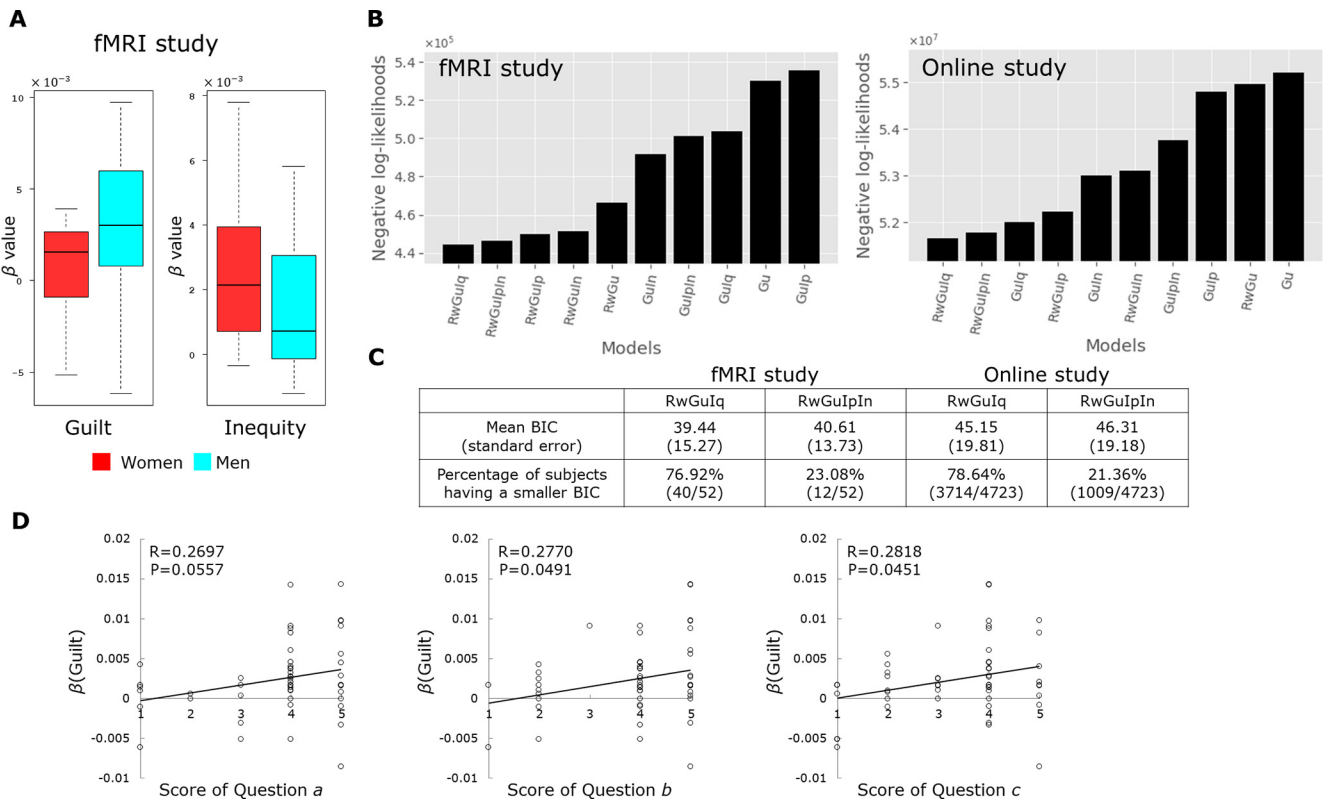 A
fMRI study
× 10⁻³
10
5
0
−5
β value
Guilt
× 10⁻³
8
6
4
2
0
β value
Inequity
Women
Men
B
×10⁵
fMRI study
5.4
5.2
5.0
4.8
4.6
4.4
Negative log-likelihoods
RwGuIq
RwGuIpIn
RwGuIp
RwGuIn
RwGu
GuIn
GuIpIn
GuIq
Gu
GuIp
Models
×10⁷
Online study
5.5
5.4
5.3
5.2
Negative log-likelihoods
RwGuIq
RwGuIpIn
GuIq
RwGuIp
GuIn
RwGuIn
GuIpIn
GuIp
RwGu
Gu
Models
C
fMRI study Online study
RwGuIq RwGuIpIn RwGuIq RwGuIpIn
Mean BIC 39.44 40.61 45.15 46.31
(standard error) (15.27) (13.73) (19.81) (19.18)
Percentage of subjects 76.92% 23.08% 78.64% 21.36%
having a smaller BIC (40/52) (12/52) (3714/4723) (1009/4723)
D
R=0.2697
P=0.0557
0.02
0.015
0.01
0.005
0
-0.005
-0.01
1 2 3 4 5
β(Guilt)
Score of Question a
R=0.2770
P=0.0491
0.02
0.015
0.01
0.005
0
-0.005
-0.01
1 2 3 4 5
β(Guilt)
Score of Question b
R=0.2818
P=0.0451
0.02
0.015
0.01
0.005
0
-0.005
-0.01
1 2 3 4 5
β(Guilt)
Score of Question c